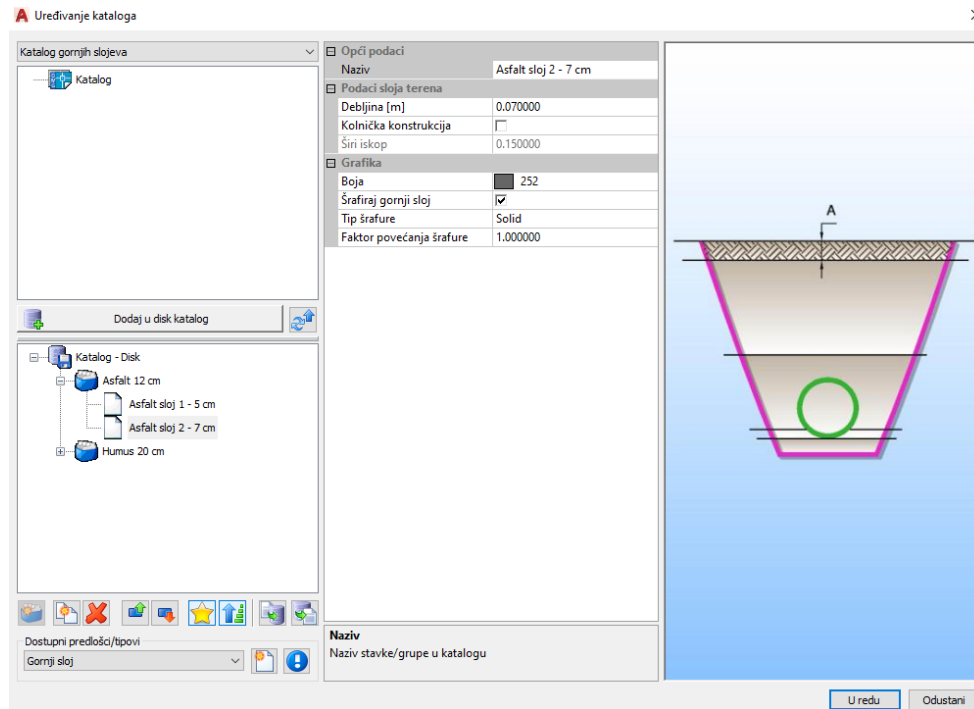 Uređivanje kataloga
Katalog gornjih slojeva
Katalog
Dodaj u disk katalog
Katalog - Disk
Asfalt 12 cm
Asfalt sloj 1 - 5 cm
Asfalt sloj 2 - 7 cm
Humus 20 cm
Dostupni predlošci/tipovi
Gornji sloj
Opći podaci
Naziv Asfalt sloj 2 - 7 cm
Podaci sloja terena
Debljina [m] 0.070000
Kolnička konstrukcija
Širi iskop 0.150000
Grafika
Boja 252
Šrafiraj gornji sloj
Tip šrafure Solid
Faktor povećanja šrafure 1.000000
Naziv
Naziv stavke/grupe u katalogu
A
U redu
Odustani